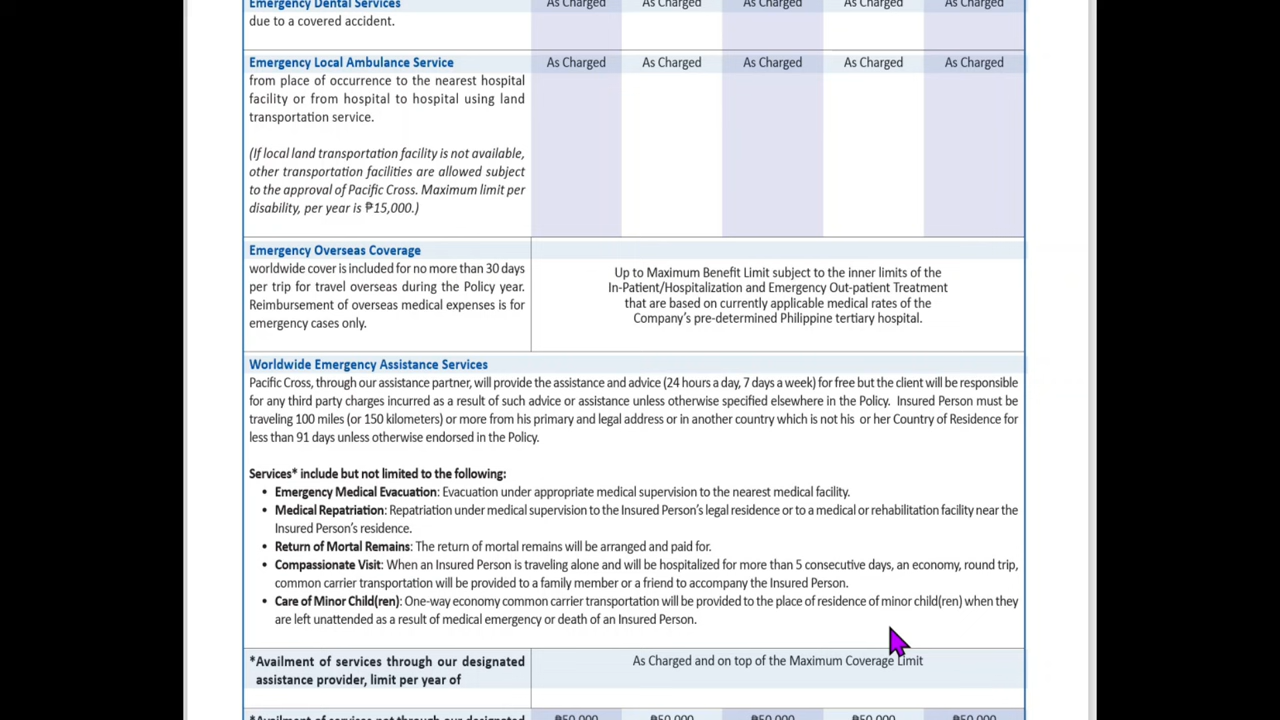 Emergency Dental Services As Charged As Charged As Charged As Charged As Charged
due to a covered accident.
Emergency Local Ambulance Service As Charged As Charged As Charged As Charged As Charged
from place of occurrence to the nearest hospital
facility or from hospital to hospital using land
transportation service.
(If local land transportation facility is not available,
other transportation facilities are allowed subject
to the approval of Pacific Cross. Maximum limit per
disability, per year is ₱15,000.)
Emergency Overseas Coverage
worldwide cover is included for no more than 30 days
per trip for travel overseas during the Policy year.
Reimbursement of overseas medical expenses is for
emergency cases only.
Up to Maximum Benefit Limit subject to the inner limits of the
In-Patient/Hospitalization and Emergency Out-patient Treatment
that are based on currently applicable medical rates of the
Company's pre-determined Philippine tertiary hospital.
Worldwide Emergency Assistance Services
Pacific Cross, through our assistance partner, will provide the assistance and advice (24 hours a day, 7 days a week) for free but the client will be responsible
for any third party charges incurred as a result of such advice or assistance unless otherwise specified elsewhere in the Policy. Insured Person must be
traveling 100 miles (or 150 kilometers) or more from his primary and legal address or in another country which is not his or her Country of Residence for
less than 91 days unless otherwise endorsed in the Policy.
Services* include but not limited to the following:
• Emergency Medical Evacuation: Evacuation under appropriate medical supervision to the nearest medical facility.
• Medical Repatriation: Repatriation under medical supervision to the Insured Person's legal residence or to a medical or rehabilitation facility near the
Insured Person's residence.
• Return of Mortal Remains: The return of mortal remains will be arranged and paid for.
• Compassionate Visit: When an Insured Person is traveling alone and will be hospitalized for more than 5 consecutive days, an economy, round trip,
common carrier transportation will be provided to a family member or a friend to accompany the Insured Person.
• Care of Minor Child(ren): One-way economy common carrier transportation will be provided to the place of residence of minor child(ren) when they
are left unattended as a result of medical emergency or death of an Insured Person.
*Availment of services through our designated
assistance provider, limit per year of
As Charged and on top of the Maximum Coverage Limit
*Availment of services not through our designated ₱50,000 ₱50,000 ₱50,000 ₱50,000 ₱50,000